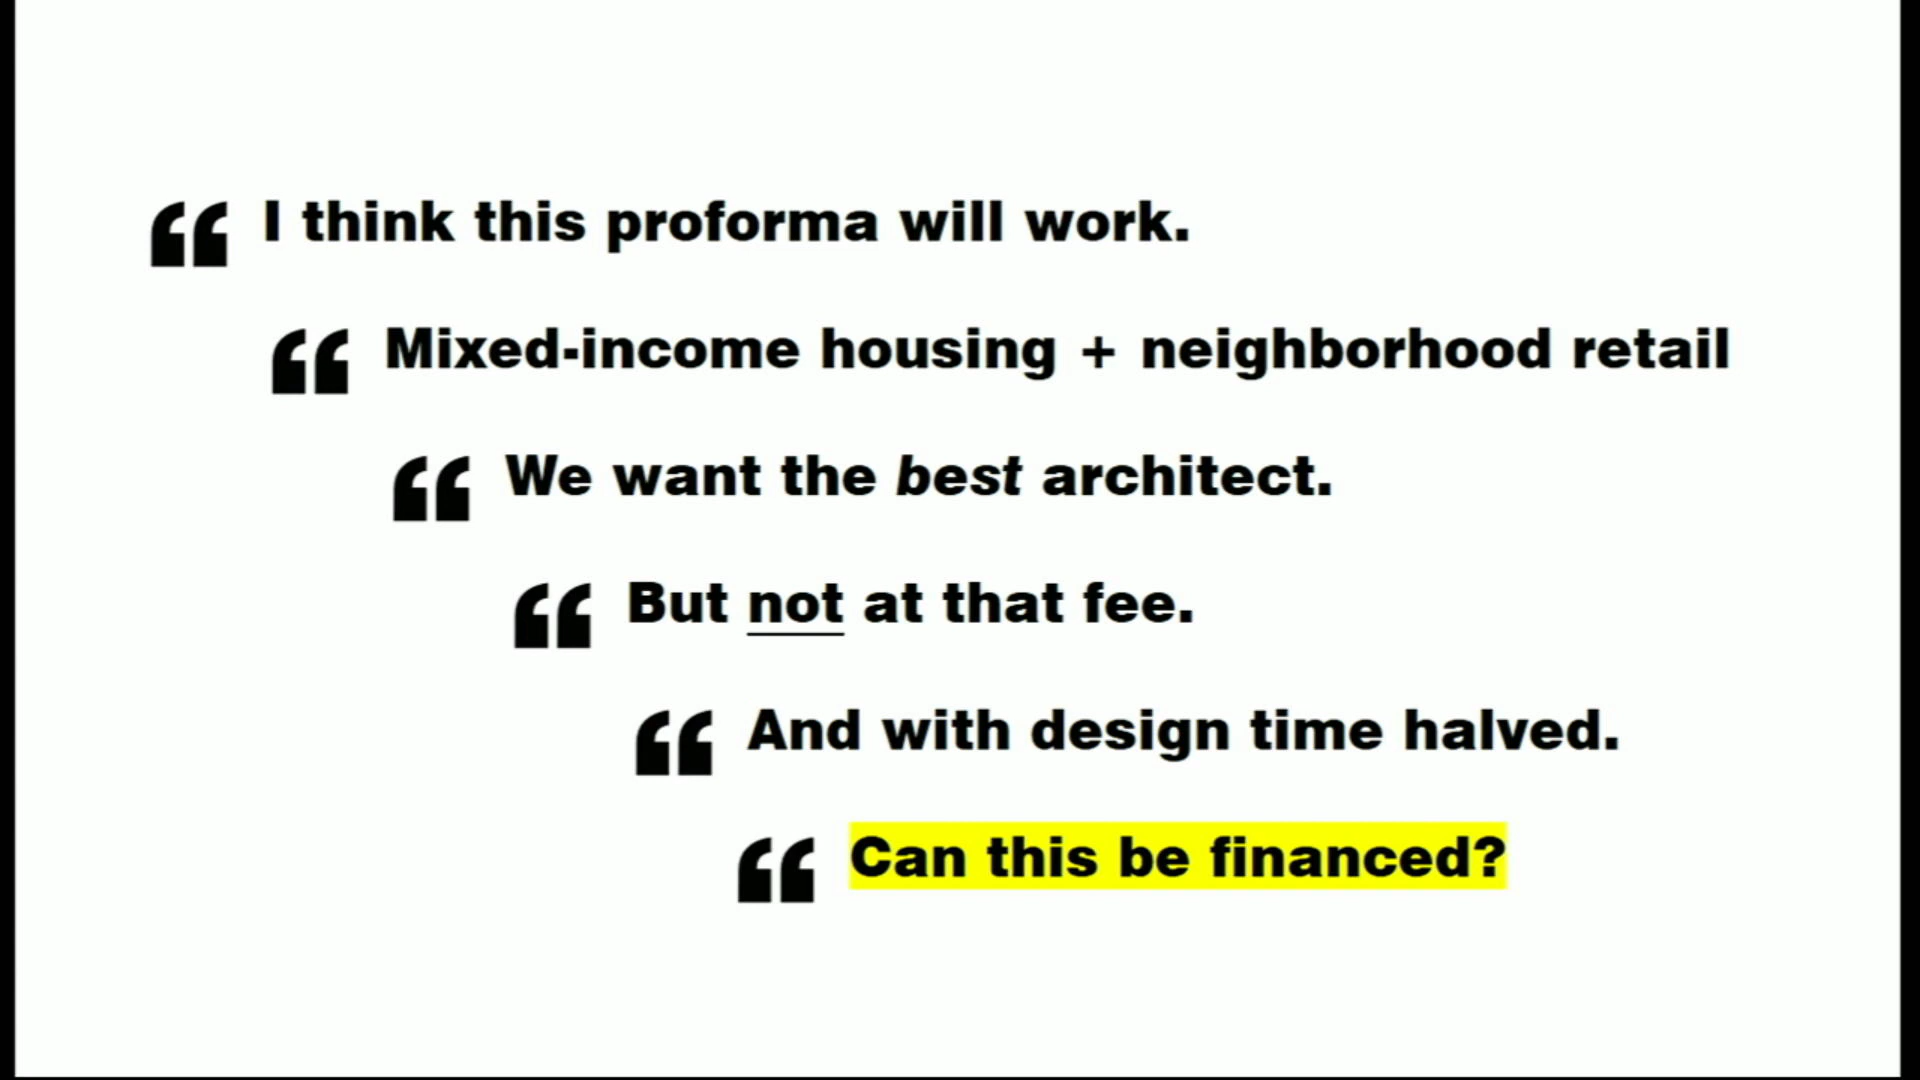 “ I think this proforma will work.
“ Mixed-income housing + neighborhood retail
“ We want the best architect.
“ But not at that fee.
“ And with design time halved.
“ Can this be financed?